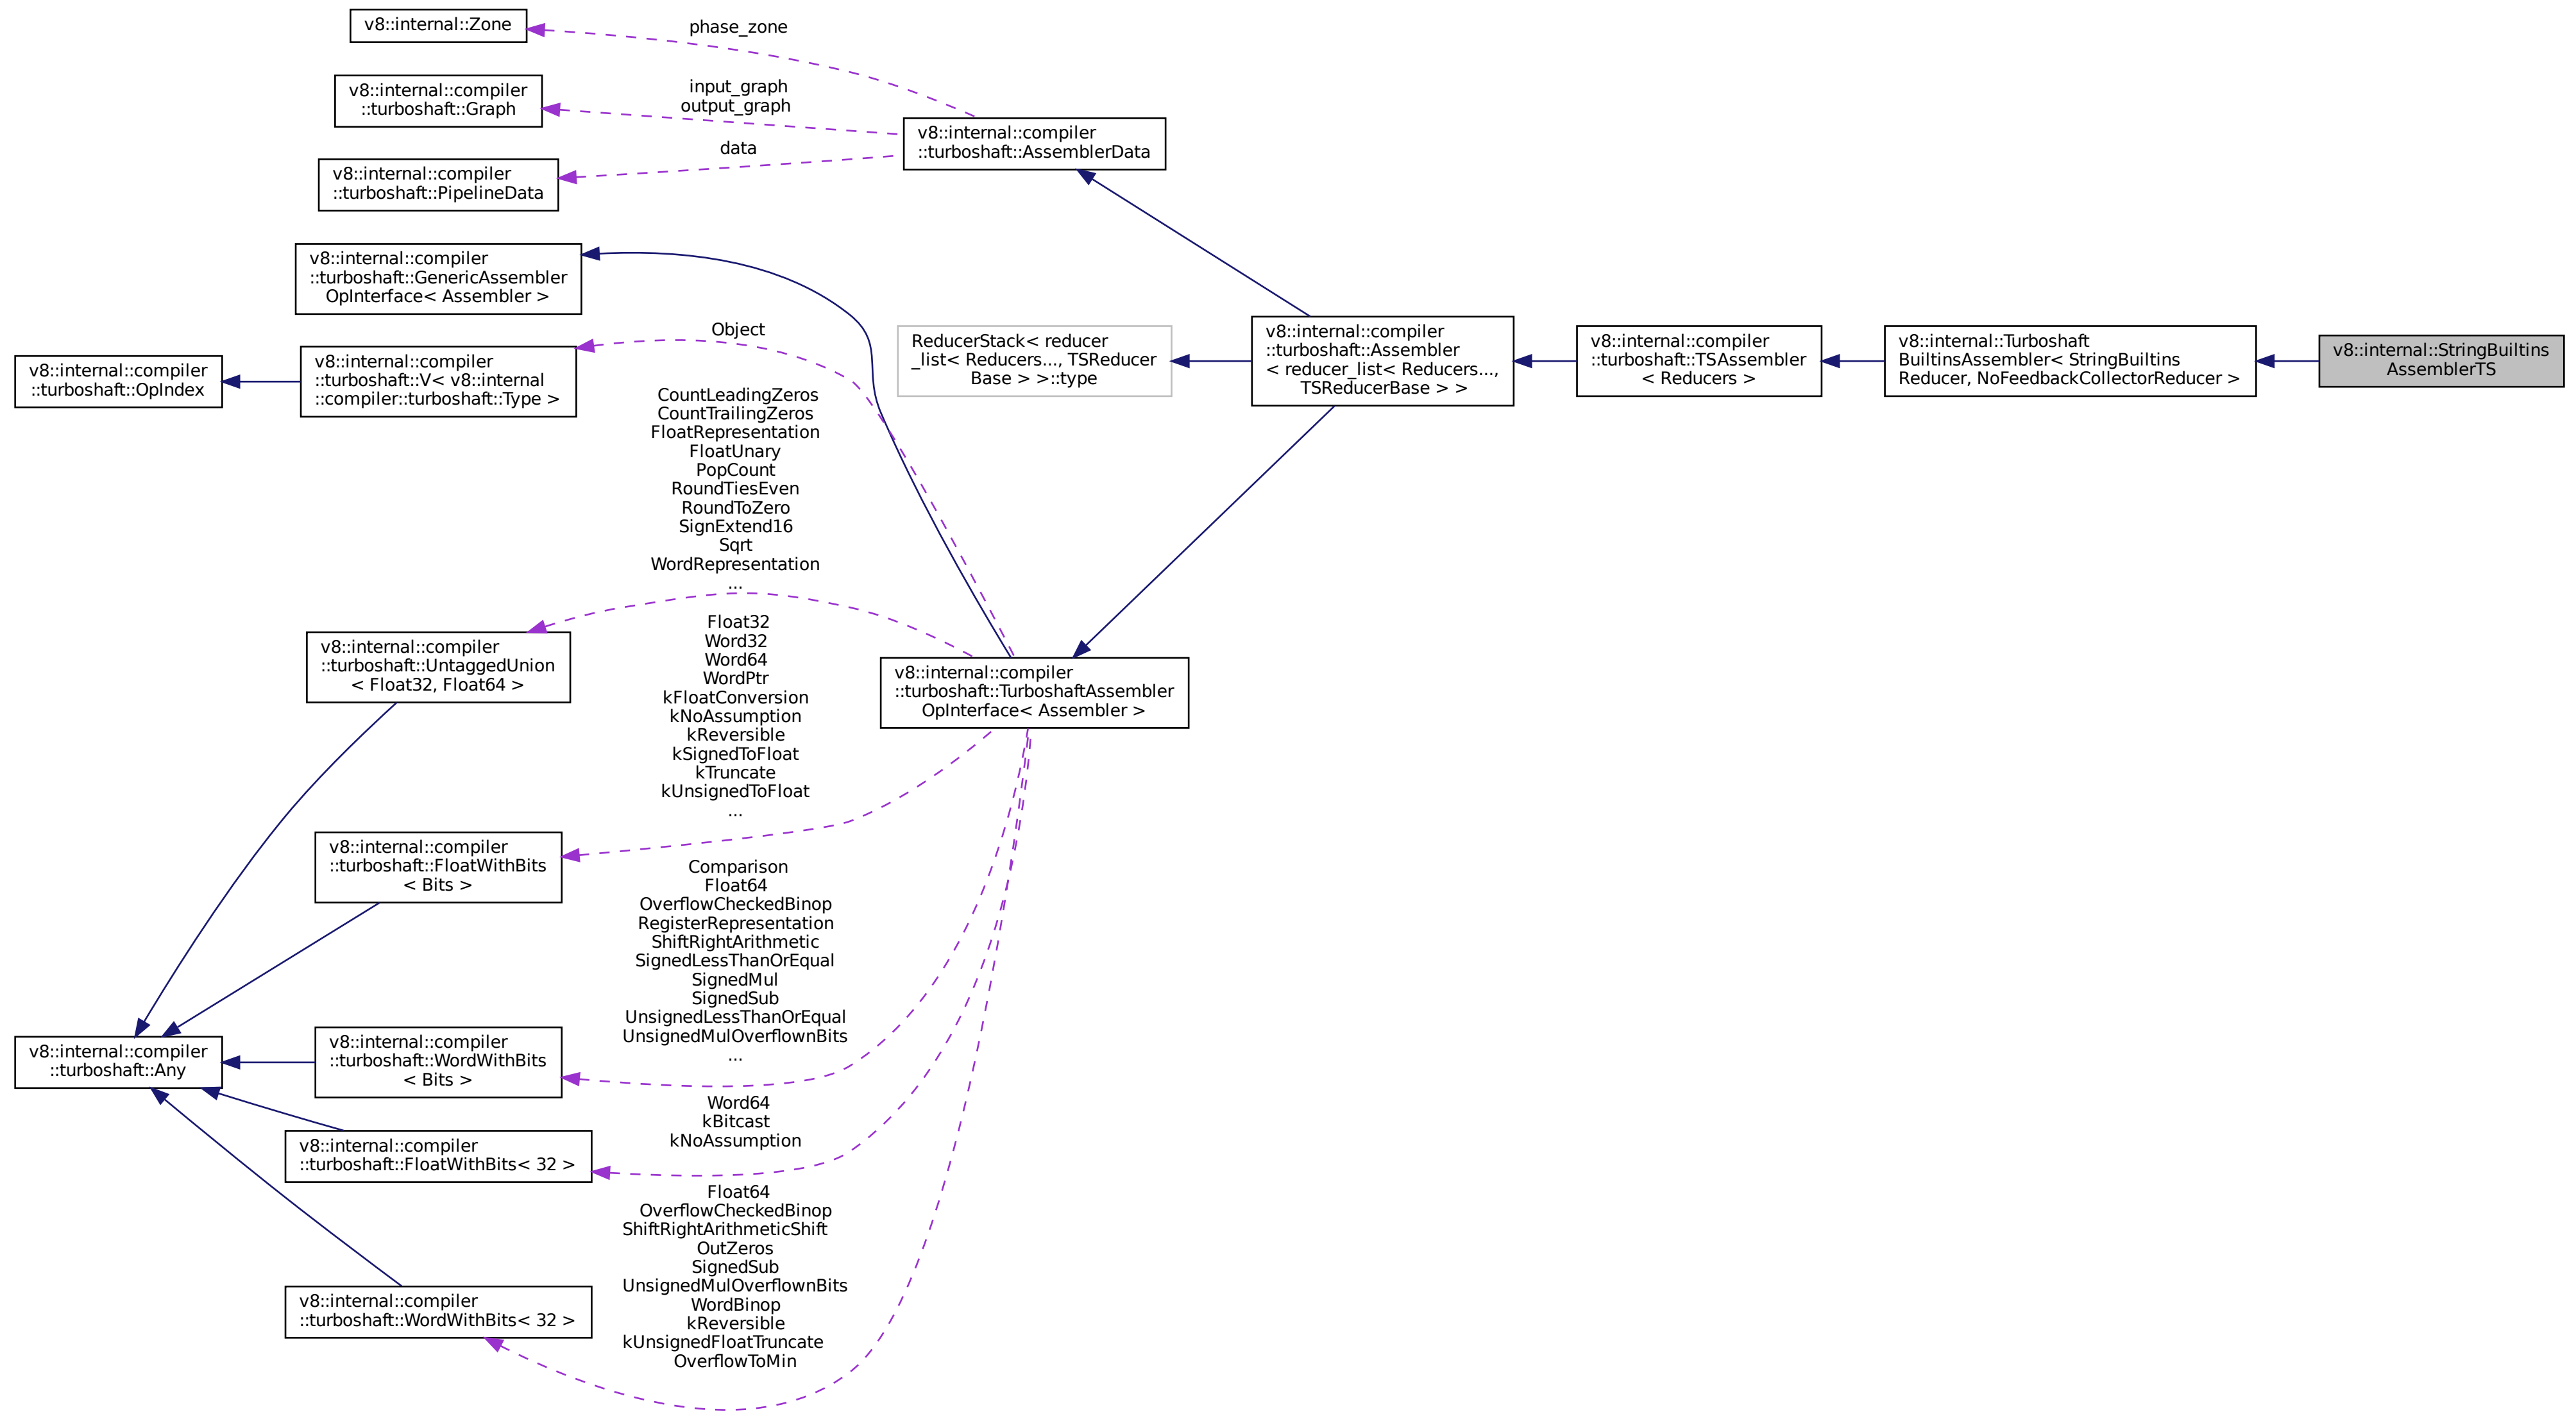 v8::internal::Zone
phase_zone
v8::internal::compiler
::turboshaft::Graph
input_graph
output_graph
v8::internal::compiler
::turboshaft::AssemblerData
data
v8::internal::compiler
::turboshaft::PipelineData
v8::internal::compiler
::turboshaft::GenericAssembler
OpInterface< Assembler >
Object
v8::internal::compiler
::turboshaft::OpIndex
v8::internal::compiler
::turboshaft::V< v8::internal
::compiler::turboshaft::Type >
ReducerStack< reducer
_list< Reducers..., TSReducer
Base > >::type
v8::internal::compiler
::turboshaft::Assembler
< reducer_list< Reducers...,
TSReducerBase > >
v8::internal::compiler
::turboshaft::TSAssembler
< Reducers >
v8::internal::Turboshaft
BuiltinsAssembler< StringBuiltins
Reducer, NoFeedbackCollectorReducer >
v8::internal::StringBuiltins
AssemblerTS
CountLeadingZeros
CountTrailingZeros
FloatRepresentation
FloatUnary
PopCount
RoundTiesEven
RoundToZero
SignExtend16
Sqrt
WordRepresentation
...
v8::internal::compiler
::turboshaft::UntaggedUnion
< Float32, Float64 >
Float32
Word32
Word64
WordPtr
kFloatConversion
kNoAssumption
kReversible
kSignedToFloat
kTruncate
kUnsignedToFloat
...
v8::internal::compiler
::turboshaft::TurboshaftAssembler
OpInterface< Assembler >
v8::internal::compiler
::turboshaft::FloatWithBits
< Bits >
Comparison
Float64
OverflowCheckedBinop
RegisterRepresentation
ShiftRightArithmetic
SignedLessThanOrEqual
SignedMul
SignedSub
UnsignedLessThanOrEqual
UnsignedMulOverflownBits
...
v8::internal::compiler
::turboshaft::Any
v8::internal::compiler
::turboshaft::WordWithBits
< Bits >
Word64
kBitcast
kNoAssumption
v8::internal::compiler
::turboshaft::FloatWithBits< 32 >
Float64
OverflowCheckedBinop
ShiftRightArithmeticShift
OutZeros
SignedSub
UnsignedMulOverflownBits
WordBinop
kReversible
kUnsignedFloatTruncate
OverflowToMin
v8::internal::compiler
::turboshaft::WordWithBits< 32 >